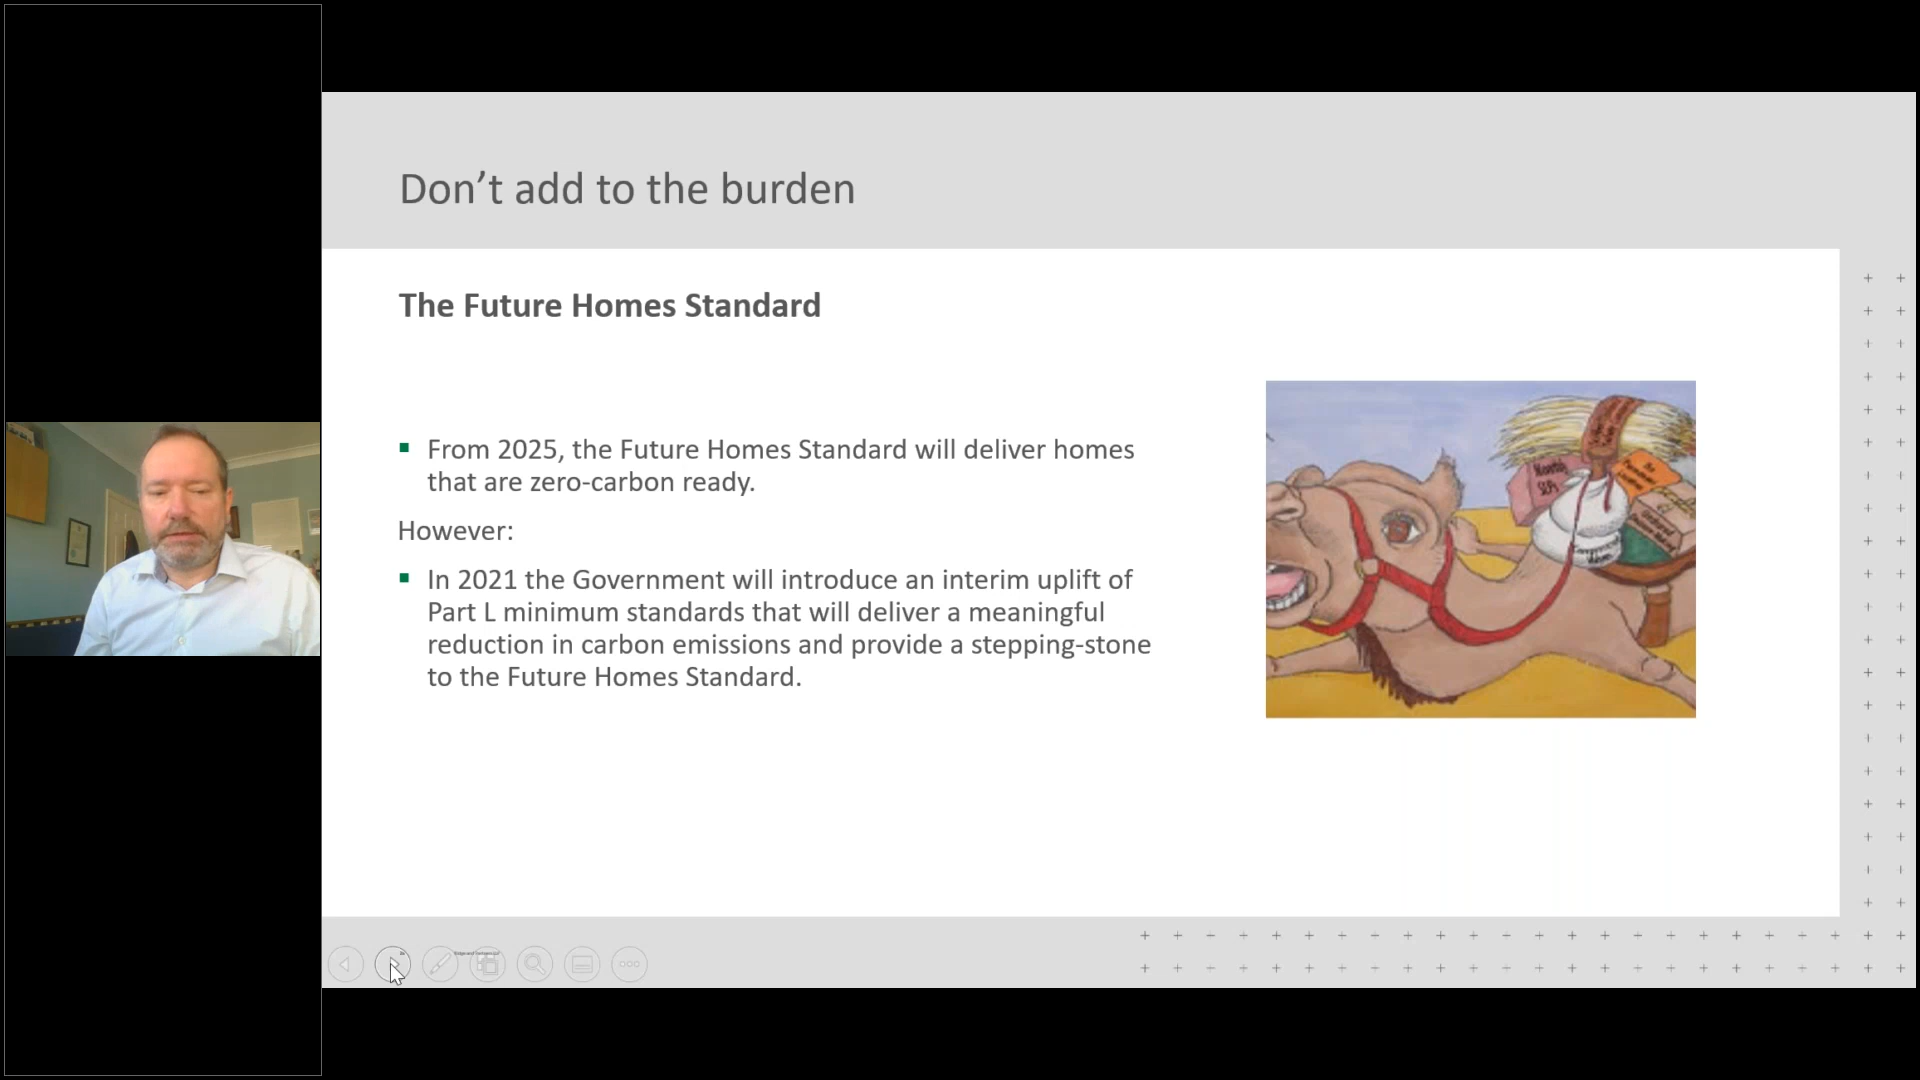 Don’t add to the burden
The Future Homes Standard
From 2025, the Future Homes Standard will deliver homes
that are zero-carbon ready.
However:
In 2021 the Government will introduce an interim uplift of
Part L minimum standards that will deliver a meaningful
reduction in carbon emissions and provide a stepping-stone
to the Future Homes Standard.